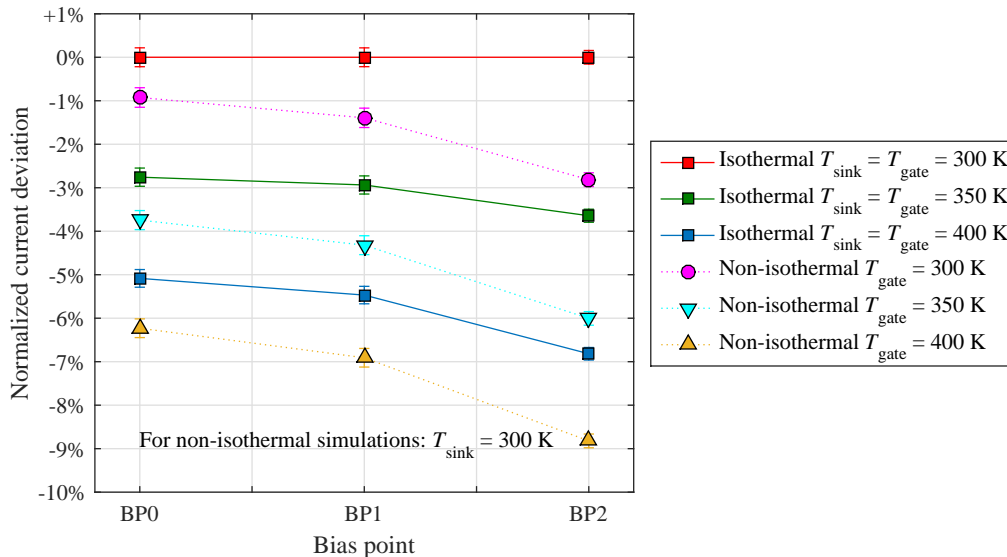 +1%
0%
-1%
-2%
-3%
-4%
-5%
-6%
-7%
-8%
-9%
-10%
Normalized current deviation
For non-isothermal simulations: T_sink = 300 K
BP0 BP1 BP2
Bias point
Isothermal T_sink = T_gate = 300 K
Isothermal T_sink = T_gate = 350 K
Isothermal T_sink = T_gate = 400 K
Non-isothermal T_gate = 300 K
Non-isothermal T_gate = 350 K
Non-isothermal T_gate = 400 K